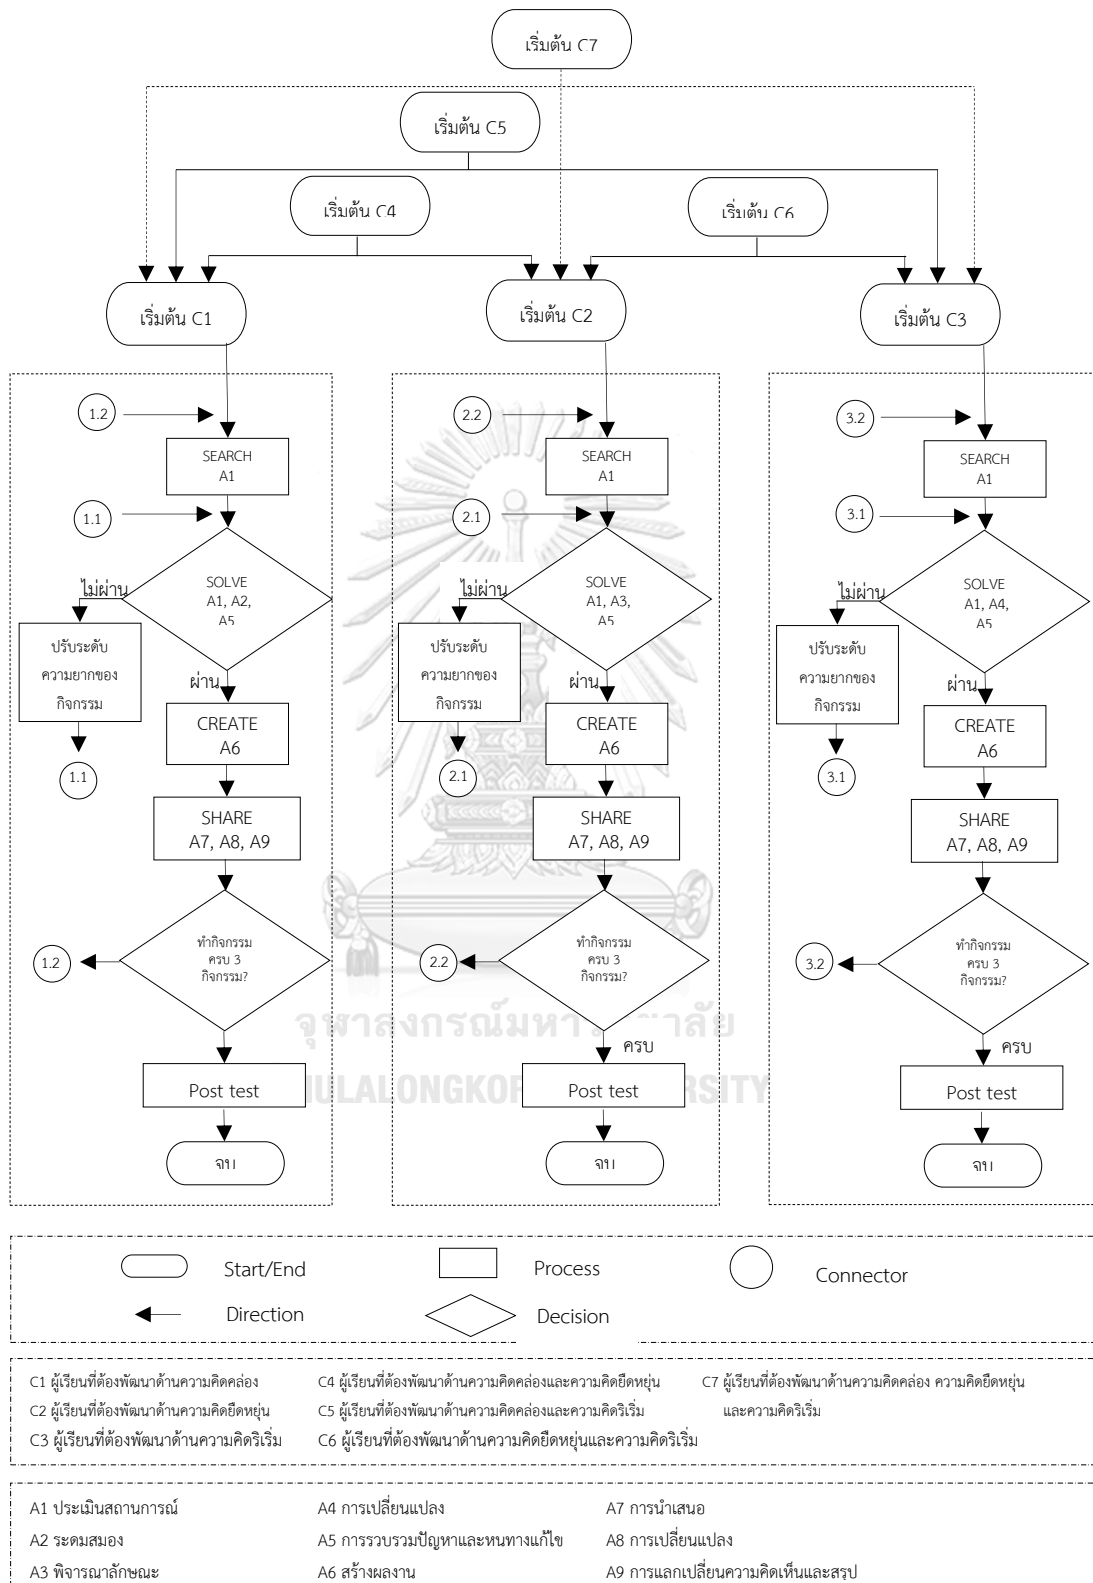 เริ่มต้น C7
เริ่มต้น C5
เริ่มต้น C4
เริ่มต้น C6
เริ่มต้น C1
เริ่มต้น C2
เริ่มต้น C3
1.2
SEARCH
A1
1.1
SOLVE
A1, A2,
A5
ไม่ผ่าน
ปรับระดับ
ความยากของ
กิจกรรม
1.1
ผ่าน
CREATE
A6
SHARE
A7, A8, A9
ทำกิจกรรม
ครบ 3
กิจกรรม?
1.2
Post test
จบ
2.2
SEARCH
A1
2.1
SOLVE
A1, A3,
A5
ไม่ผ่าน
ปรับระดับ
ความยากของ
กิจกรรม
2.1
ผ่าน
CREATE
A6
SHARE
A7, A8, A9
ทำกิจกรรม
ครบ 3
กิจกรรม?
2.2
ครบ
Post test
จบ
3.2
SEARCH
A1
3.1
SOLVE
A1, A4,
A5
ไม่ผ่าน
ปรับระดับ
ความยากของ
กิจกรรม
3.1
ผ่าน
CREATE
A6
SHARE
A7, A8, A9
ทำกิจกรรม
ครบ 3
กิจกรรม?
3.2
ครบ
Post test
จบ
Start/End
Process
Connector
Direction
Decision
C1 ผู้เรียนที่ต้องพัฒนาด้านความคิดคล่อง
C2 ผู้เรียนที่ต้องพัฒนาด้านความคิดยืดหยุ่น
C3 ผู้เรียนที่ต้องพัฒนาด้านความคิดริเริ่ม
C4 ผู้เรียนที่ต้องพัฒนาด้านความคิดคล่องและความคิดยืดหยุ่น
C5 ผู้เรียนที่ต้องพัฒนาด้านความคิดคล่องและความคิดริเริ่ม
C6 ผู้เรียนที่ต้องพัฒนาด้านความคิดยืดหยุ่นและความคิดริเริ่ม
C7 ผู้เรียนที่ต้องพัฒนาด้านความคิดคล่อง ความคิดยืดหยุ่น
และความคิดริเริ่ม
A1 ประเมินสถานการณ์
A2 ระดมสมอง
A3 พิจารณาลักษณะ
A4 การเปลี่ยนแปลง
A5 การรวบรวมปัญหาและหนทางแก้ไข
A6 สร้างผลงาน
A7 การนำเสนอ
A8 การเปลี่ยนแปลง
A9 การแลกเปลี่ยนความคิดเห็นและสรุป